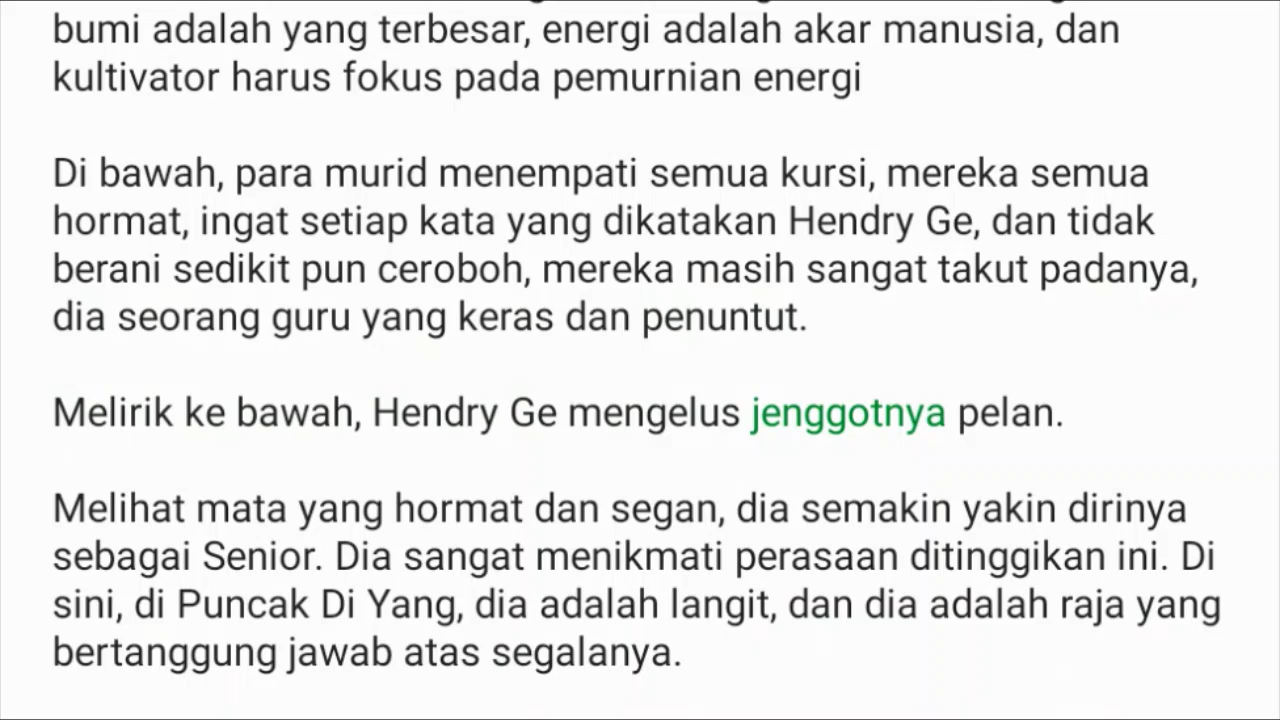 bumi adalah yang terbesar, energi adalah akar manusia, dan
kultivator harus fokus pada pemurnian energi
Di bawah, para murid menempati semua kursi, mereka semua
hormat, ingat setiap kata yang dikatakan Hendry Ge, dan tidak
berani sedikit pun ceroboh, mereka masih sangat takut padanya,
dia seorang guru yang keras dan penuntut.
Melirik ke bawah, Hendry Ge mengelus jenggotnya pelan.
Melihat mata yang hormat dan segan, dia semakin yakin dirinya
sebagai Senior. Dia sangat menikmati perasaan ditinggikan ini. Di
sini, di Puncak Di Yang, dia adalah langit, dan dia adalah raja yang
bertanggung jawab atas segalanya.